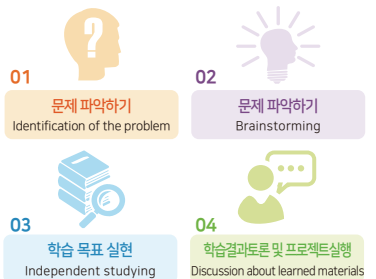 ?
01
문제 파악하기
Identification of the problem
02
문제 파악하기
Brainstorming
03
학습 목표 실현
Independent studying
04
학습결과토론 및 프로젝트실행
Discussion about learned materials